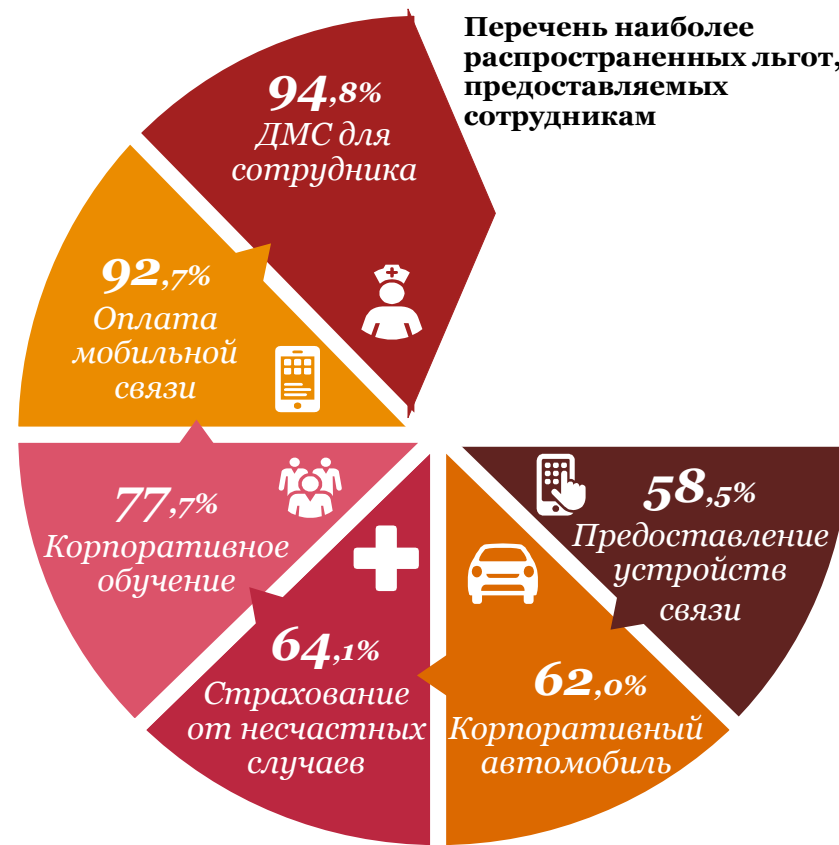 Перечень наиболее
распространенных льгот,
предоставляемых
сотрудникам
94,8%
ДМС для
сотрудника
92,7%
Оплата
мобильной
связи
77,7%
Корпоративное
обучение
64,1%
Страхование
от несчастных
случаев
62,0%
Корпоративный
автомобиль
58,5%
Предоставление
устройств
связи